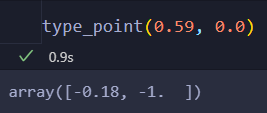 type_point(0.59, 0.0)
0.9s
array([-0.18, -1.  ])